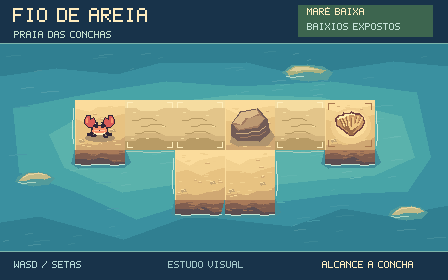 FIO DE AREIA
PRAIA DAS CONCHAS
MARÉ BAIXA
BAIXIOS EXPOSTOS
WASD / SETAS
ESTUDO VISUAL
ALCANCE A CONCHA